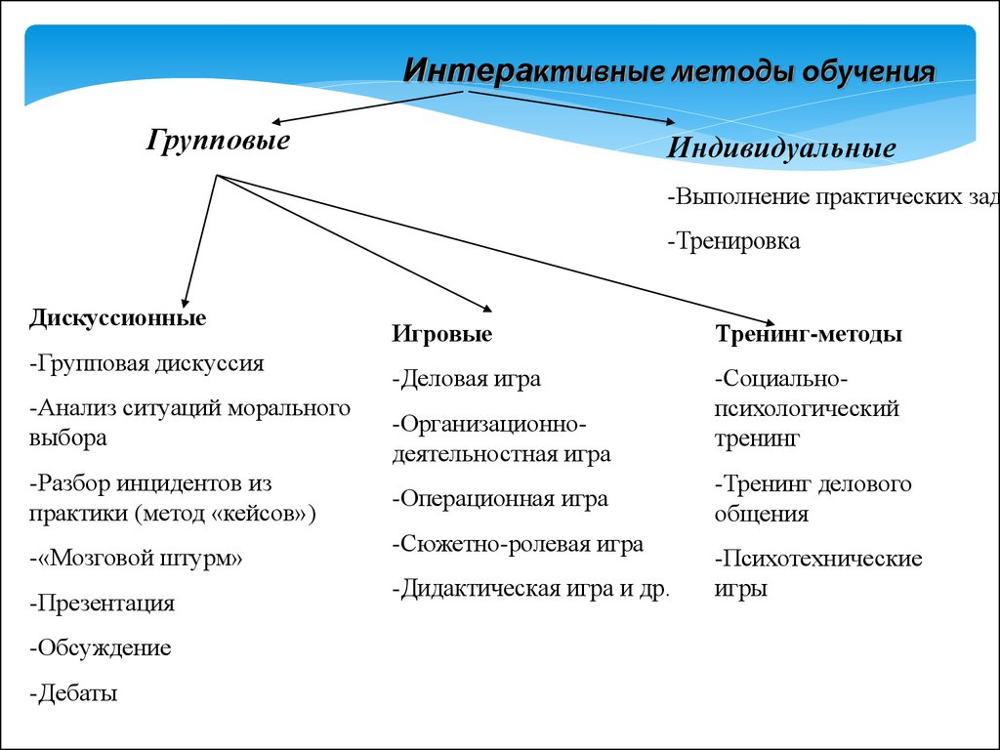 Интерактивные методы обучения
Групповые
Индивидуальные
-Выполнение практических
-Тренировка
Дискуссионные
-Групповая дискуссия
-Анализ ситуаций морального
выбора
-Разбор инцидентов из
практики (метод «кейсов»)
-«Мозговой штурм»
-Презентация
-Обсуждение
-Дебаты
Игровые
-Деловая игра
-Организационно-
деятельностная игра
-Операционная игра
-Сюжетно-ролевая игра
-Дидактическая игра и др.
Тренинг-методы
-Социально-
психологический
тренинг
-Тренинг делового
общения
-Психотехнические
игры